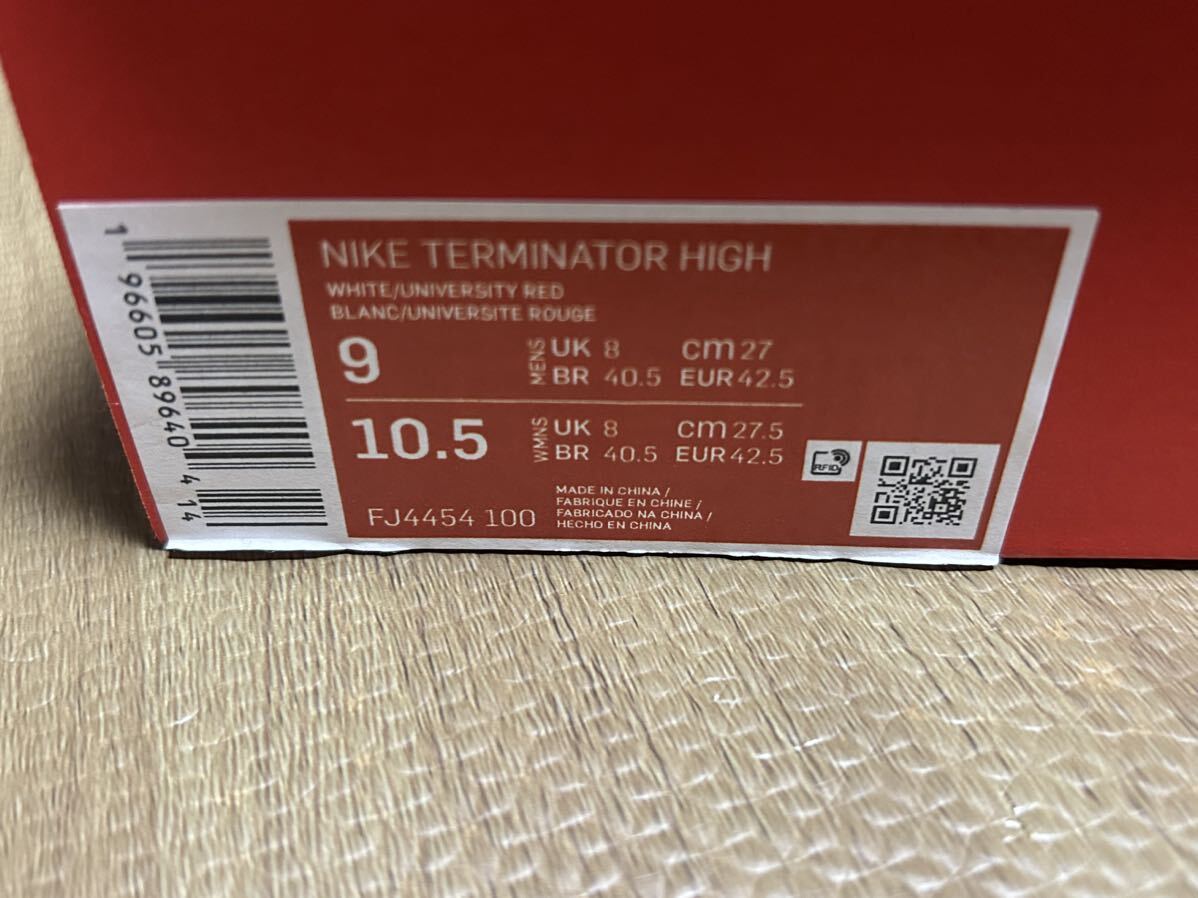 NIKE TERMINATOR HIGH
WHITE/UNIVERSITY RED
BLANC/UNIVERSITE ROUGE
9 MENS UK 8 cm 27
BR 40.5 EUR 42.5
10.5 WMNS UK 8 cm 27.5
BR 40.5 EUR 42.5
RFID
FJ4454 100
MADE IN CHINA /
FABRIQUE EN CHINE /
FABRICADO NA CHINA /
HECHO EN CHINA
1 96605 89640 4 14